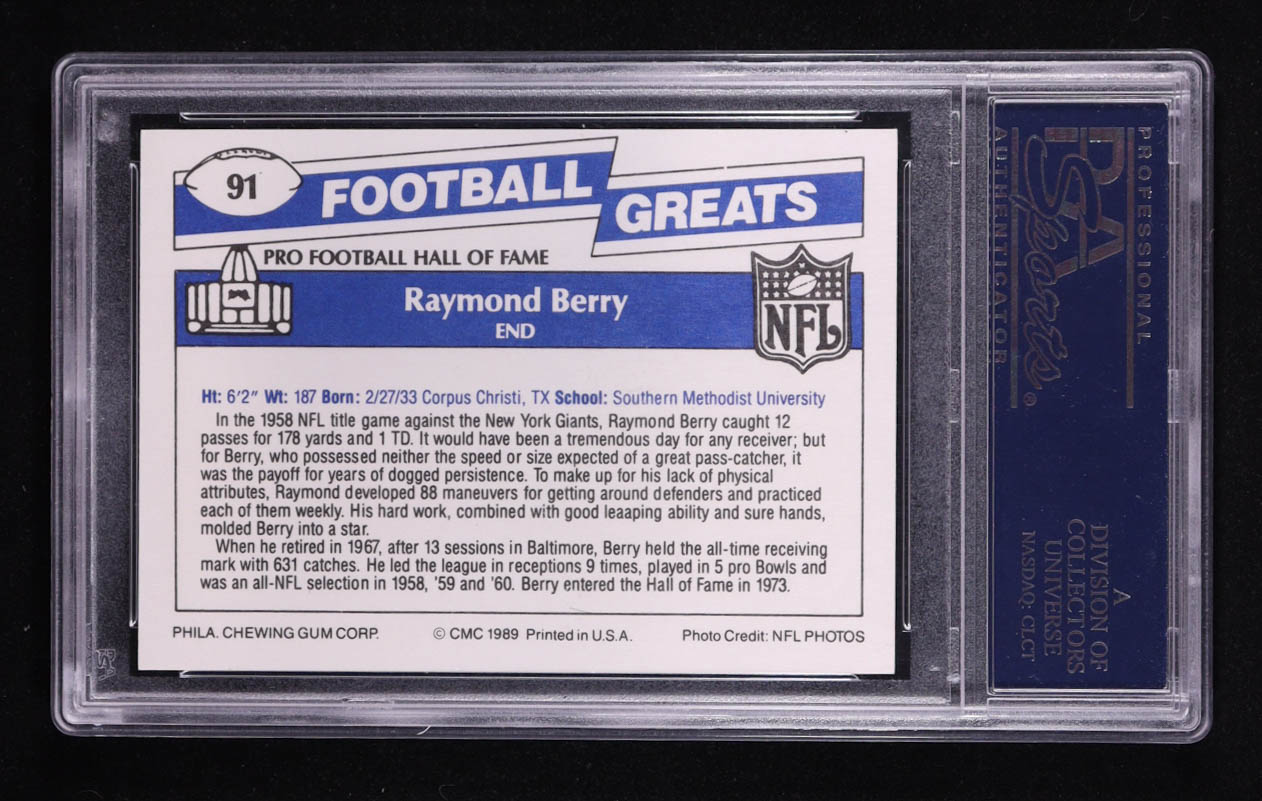 91
FOOTBALL
GREATS
PRO FOOTBALL HALL OF FAME
Raymond Berry
END
NFL
Ht: 6'2" Wt: 187 Born: 2/27/33 Corpus Christi, TX School: Southern Methodist University
In the 1958 NFL title game against the New York Giants, Raymond Berry caught 12
passes for 178 yards and 1 TD. It would have been a tremendous day for any receiver; but
for Berry, who possessed neither the speed or size expected of a great pass-catcher, it
was the payoff for years of dogged persistence. To make up for his lack of physical
attributes, Raymond developed 88 maneuvers for getting around defenders and practiced
each of them weekly. His hard work, combined with good leaaping ability and sure hands,
molded Berry into a star.
When he retired in 1967, after 13 sessions in Baltimore, Berry held the all-time receiving
mark with 631 catches. He led the league in receptions 9 times, played in 5 pro Bowls and
was an all-NFL selection in 1958, '59 and '60. Berry entered the Hall of Fame in 1973.
PHILA. CHEWING GUM CORP. © CMC 1989 Printed in U.S.A. Photo Credit: NFL PHOTOS
PROFESSIONAL
PSA
Sports®
AUTHENTICATOR
A
DIVISION OF
COLLECTORS
UNIVERSE
NASDAQ: CLCT
PSA